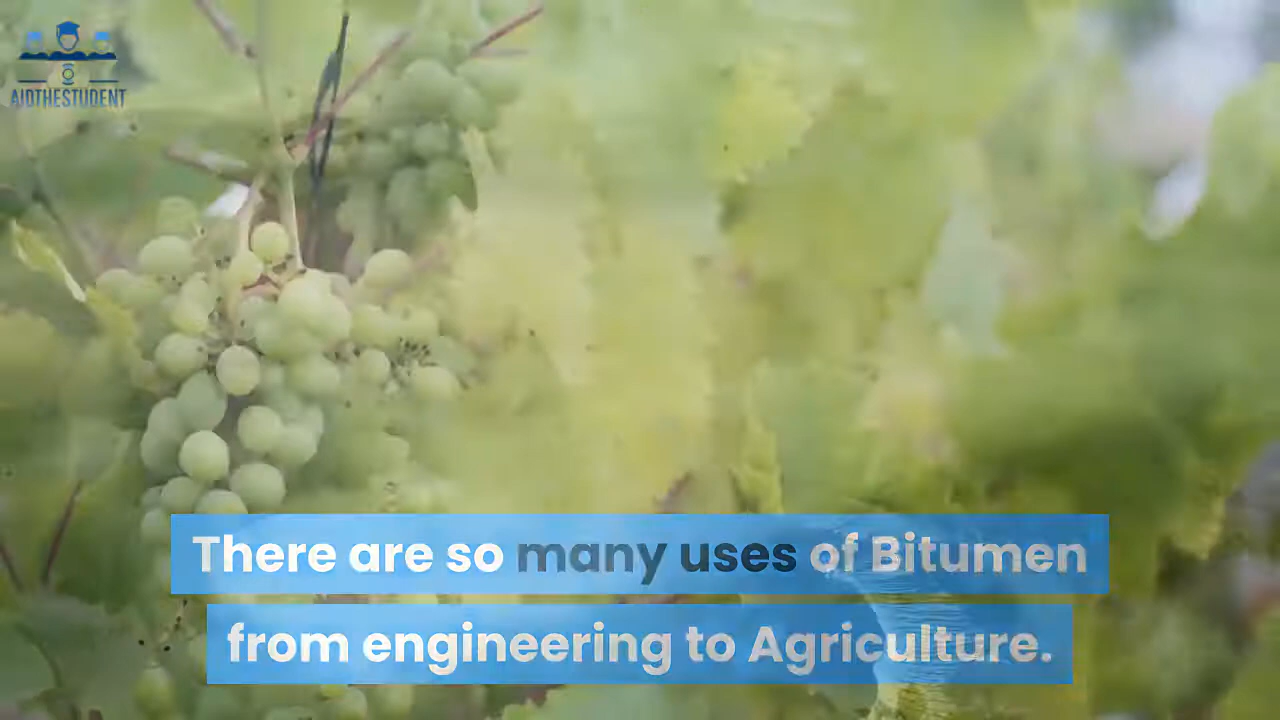 AIDTHESTUDENT
There are so many uses of Bitumen
from engineering to Agriculture.